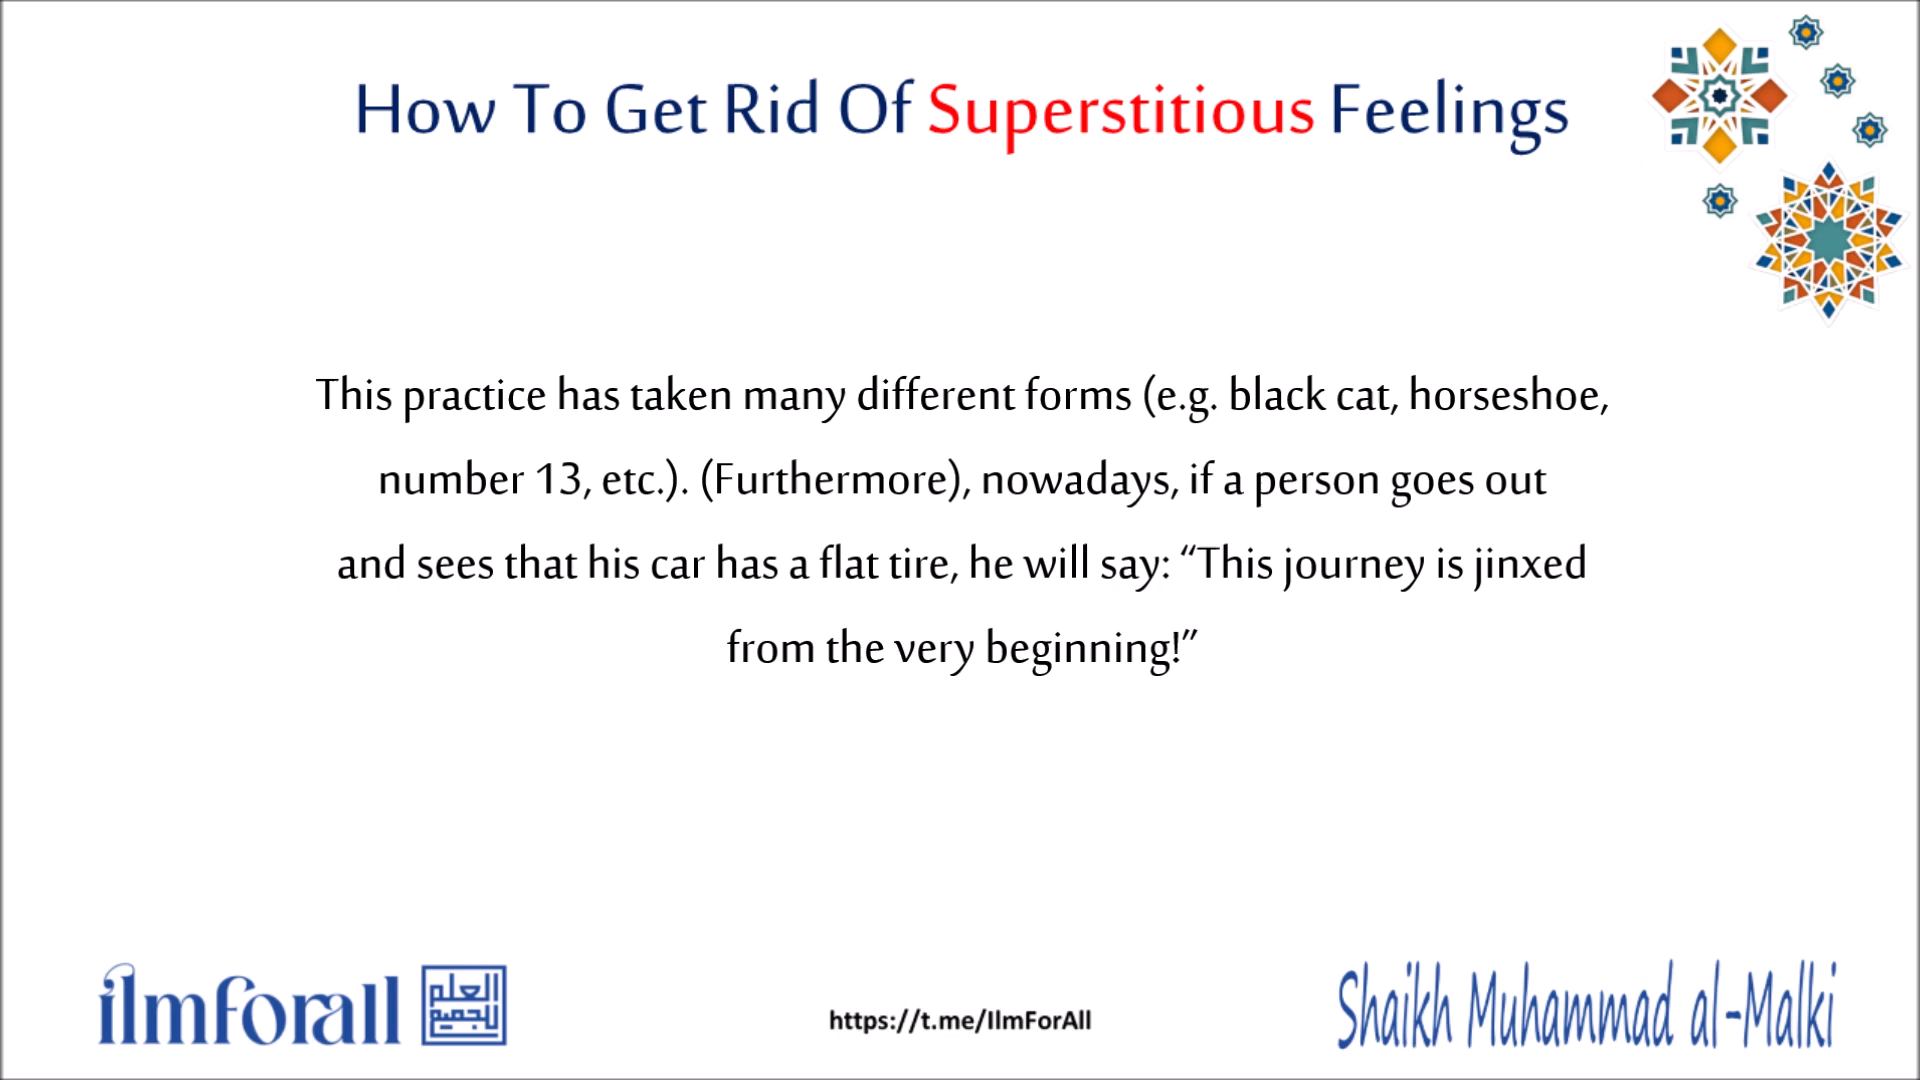 How To Get Rid Of Superstitious Feelings
This practice has taken many different forms (e.g. black cat, horseshoe,
number 13, etc.). (Furthermore), nowadays, if a person goes out
and sees that his car has a flat tire, he will say: “This journey is jinxed
from the very beginning!”
ilmforall
العلم
للجميع
https://t.me/IlmForAll
Shaikh Muhammad al-Malki